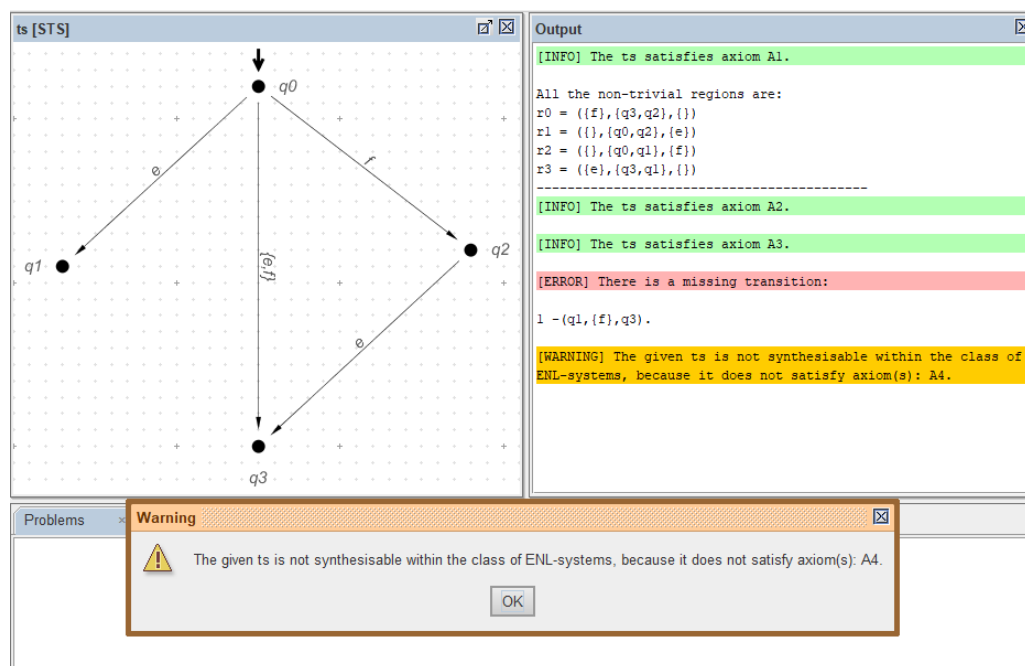 ts [STS]
q0
e
f
q1
{e,f}
q2
e
q3
Output
[INFO] The ts satisfies axiom A1.
All the non-trivial regions are:
r0 = ({f},{q3,q2},{})
r1 = ({},{q0,q2},{e})
r2 = ({},{q0,q1},{f})
r3 = ({e},{q3,q1},{})
-------------------------------------------
[INFO] The ts satisfies axiom A2.
[INFO] The ts satisfies axiom A3.
[ERROR] There is a missing transition:
1 -(q1,{f},q3).
[WARNING] The given ts is not synthesisable within the class of
ENL-systems, because it does not satisfy axiom(s): A4.
Problems
Warning
The given ts is not synthesisable within the class of ENL-systems, because it does not satisfy axiom(s): A4.
OK